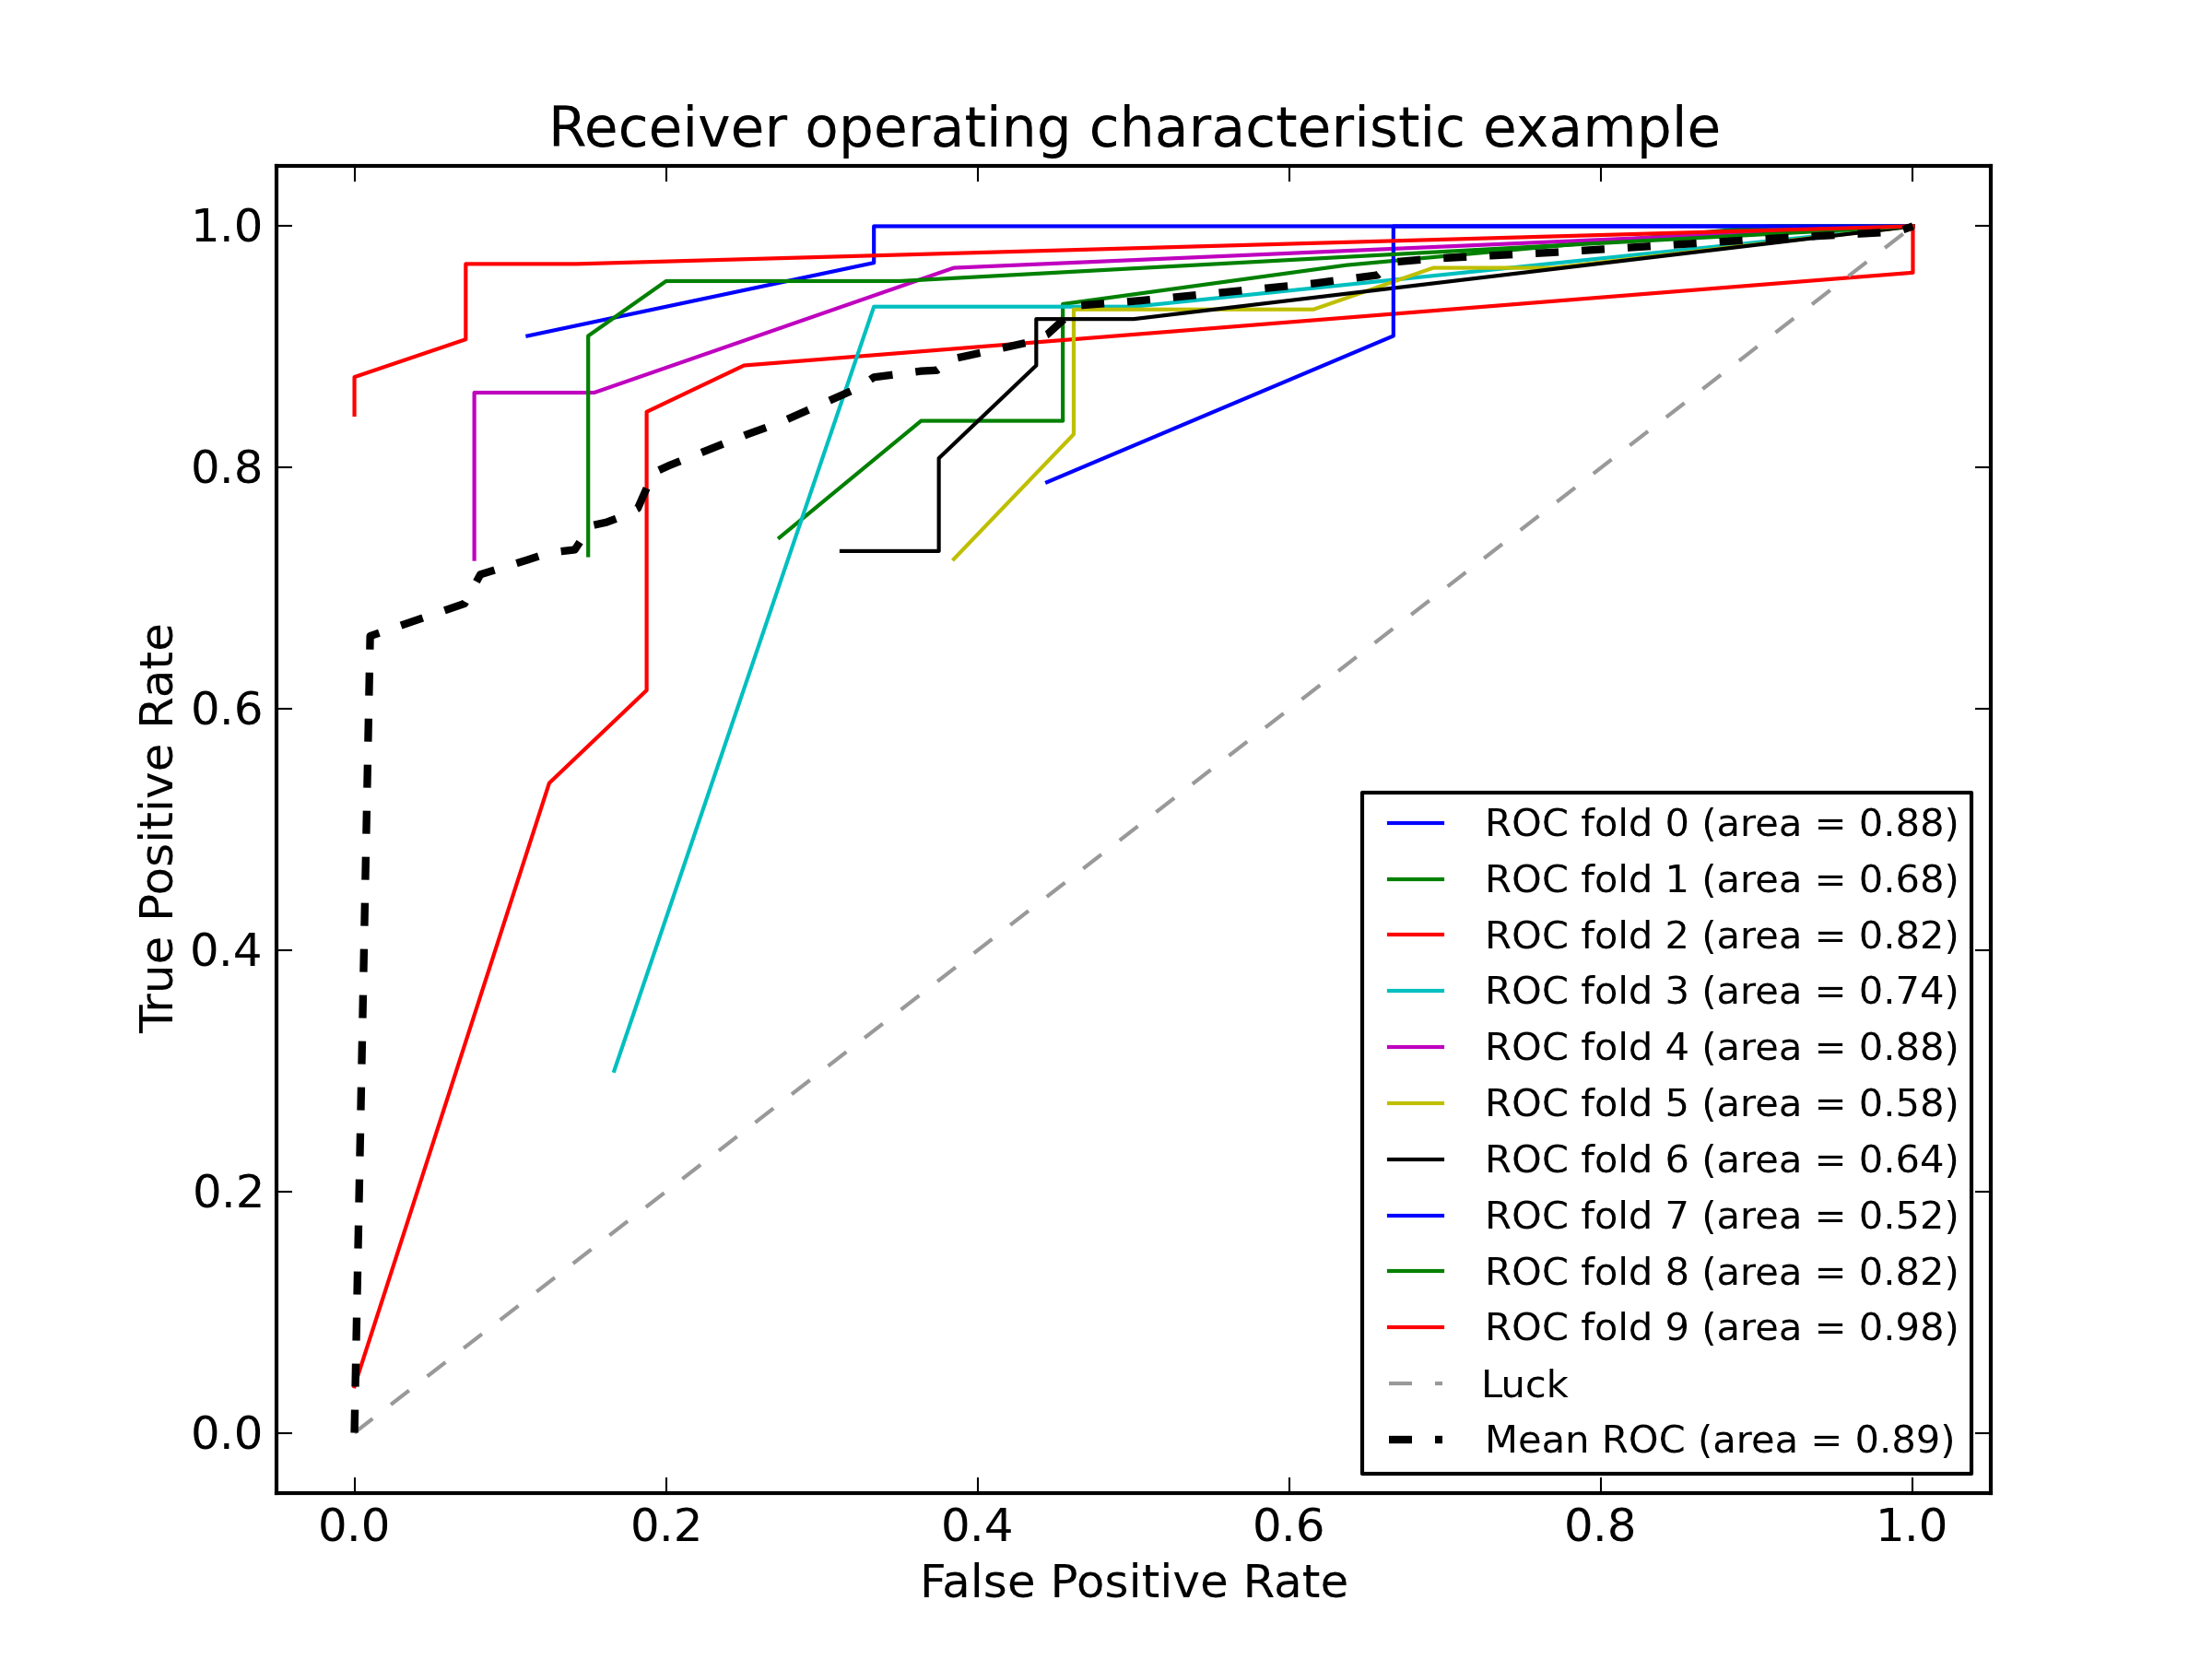 Receiver operating characteristic example
1.0
0.8
0.6
0.4
0.2
0.0
True Positive Rate
0.0 0.2 0.4 0.6 0.8 1.0
False Positive Rate
ROC fold 0 (area = 0.88)
ROC fold 1 (area = 0.68)
ROC fold 2 (area = 0.82)
ROC fold 3 (area = 0.74)
ROC fold 4 (area = 0.88)
ROC fold 5 (area = 0.58)
ROC fold 6 (area = 0.64)
ROC fold 7 (area = 0.52)
ROC fold 8 (area = 0.82)
ROC fold 9 (area = 0.98)
Luck
Mean ROC (area = 0.89)